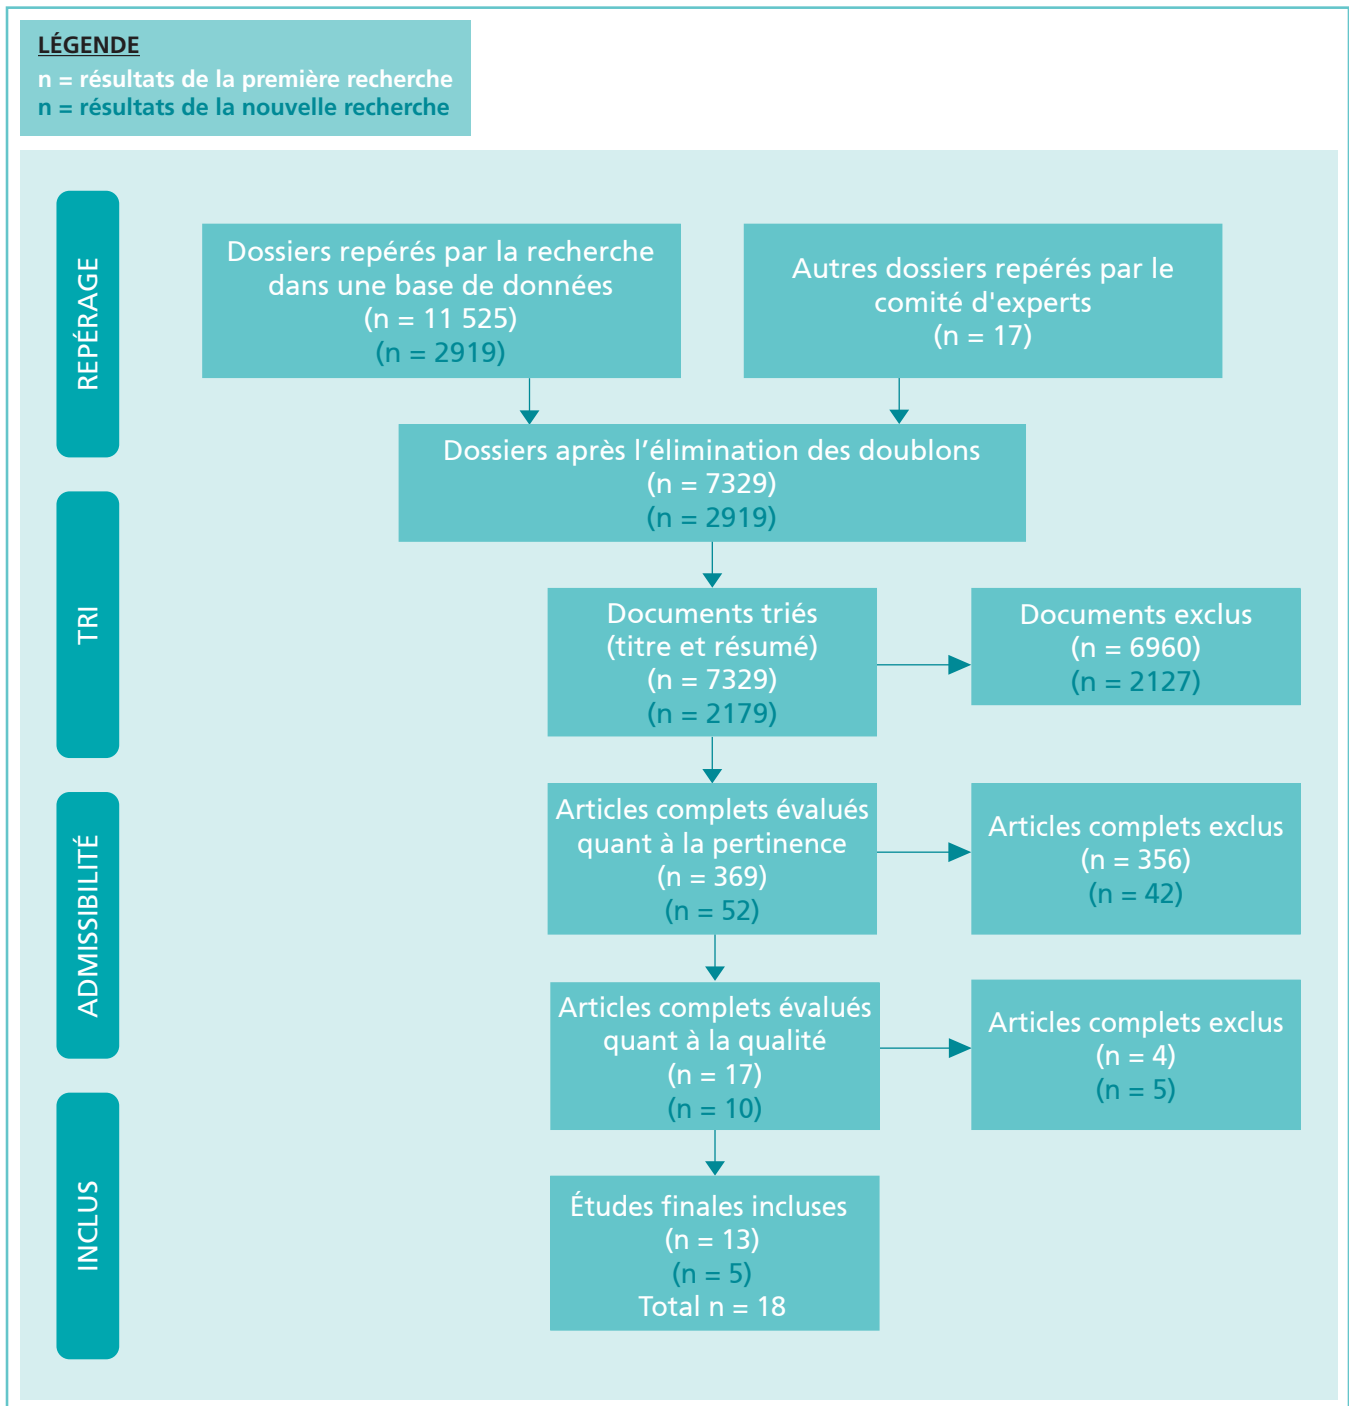 LÉGENDE
n = résultats de la première recherche
n = résultats de la nouvelle recherche
REPÉRAGE
Dossiers repérés par la recherche
dans une base de données
(n = 11 525)
(n = 2919)
Autres dossiers repérés par le
comité d'experts
(n = 17)
Dossiers après l’élimination des doublons
(n = 7329)
(n = 2919)
TRI
Documents triés
(titre et résumé)
(n = 7329)
(n = 2179)
Documents exclus
(n = 6960)
(n = 2127)
ADMISSIBILITÉ
Articles complets évalués
quant à la pertinence
(n = 369)
(n = 52)
Articles complets exclus
(n = 356)
(n = 42)
Articles complets évalués
quant à la qualité
(n = 17)
(n = 10)
Articles complets exclus
(n = 4)
(n = 5)
INCLUS
Études finales incluses
(n = 13)
(n = 5)
Total n = 18